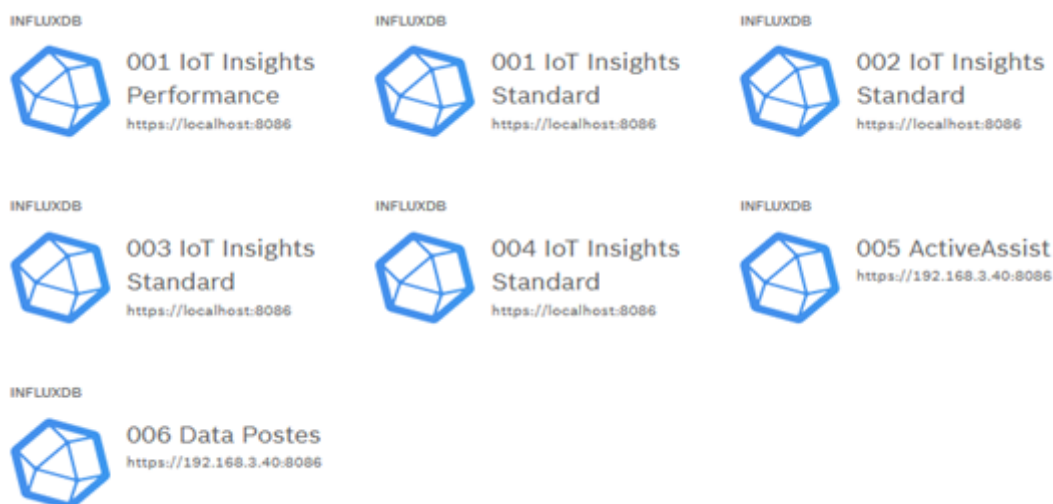 INFLUXDB
001 IoT Insights
Performance
https://localhost:8086
INFLUXDB
001 IoT Insights
Standard
https://localhost:8086
INFLUXDB
002 IoT Insights
Standard
https://localhost:8086
INFLUXDB
003 IoT Insights
Standard
https://localhost:8086
INFLUXDB
004 IoT Insights
Standard
https://localhost:8086
INFLUXDB
005 ActiveAssist
https://192.168.3.40:8086
INFLUXDB
006 Data Postes
https://192.168.3.40:8086